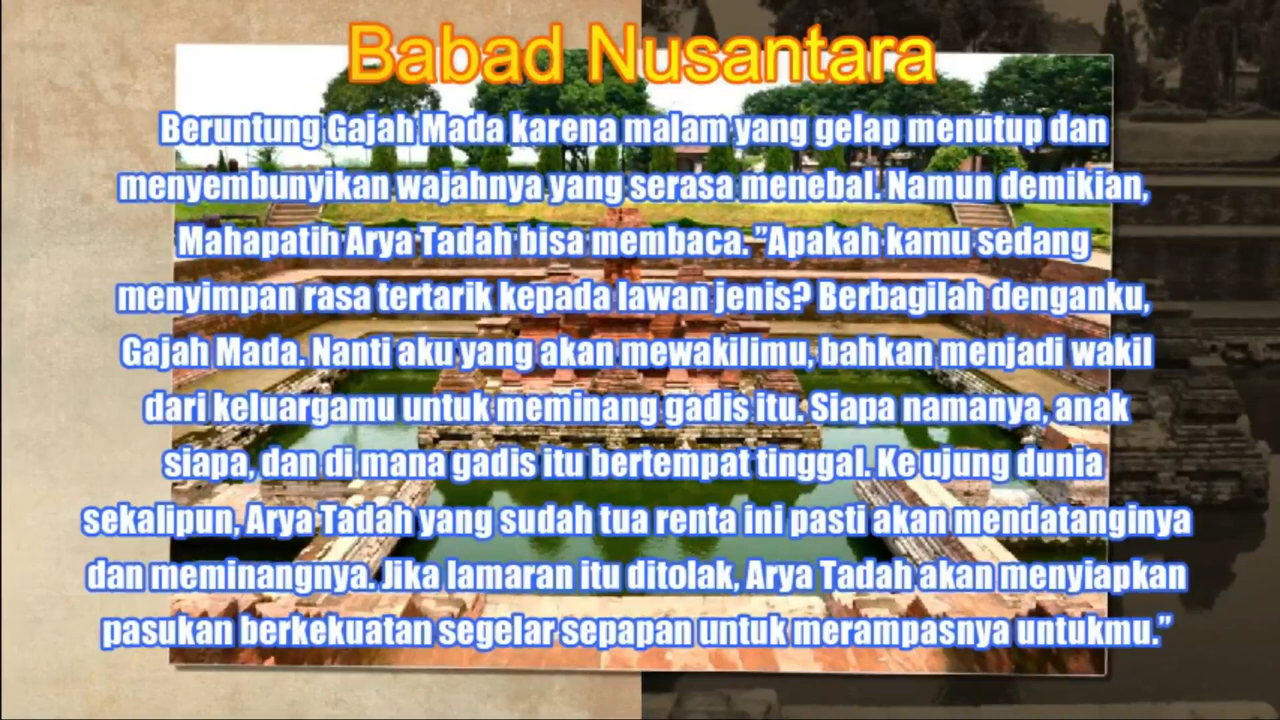 Babad Nusantara
Beruntung Gajah Mada karena malam yang gelap menutup dan
menyembunyikan wajahnya yang serasa menebal. Namun demikian,
Mahapatih Arya Tadah bisa membaca. ”Apakah kamu sedang
menyimpan rasa tertarik kepada lawan jenis? Berbagilah denganku,
Gajah Mada. Nanti aku yang akan mewakilimu, bahkan menjadi wakil
dari keluargamu untuk meminang gadis itu. Siapa namanya, anak
siapa, dan di mana gadis itu bertempat tinggal. Ke ujung dunia
sekalipun, Arya Tadah yang sudah tua renta ini pasti akan mendatanginya
dan meminangnya. Jika lamaran itu ditolak, Arya Tadah akan menyiapkan
pasukan berkekuatan segelar sepapan untuk merampasnya untukmu.”